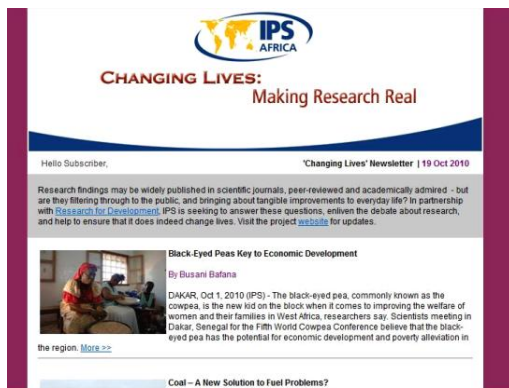 IPS
AFRICA
CHANGING LIVES:
Making Research Real
Hello Subscriber,
'Changing Lives' Newsletter | 19 Oct 2010
Research findings may be widely published in scientific journals, peer-reviewed and academically admired - but
are they filtering through to the public, and bringing about tangible improvements to everyday life? In partnership
with Research for Development, IPS is seeking to answer these questions, enliven the debate about research,
and help to ensure that it does indeed change lives. Visit the project website for updates.
Black-Eyed Peas Key to Economic Development
By Busani Bafana
DAKAR, Oct 1, 2010 (IPS) - The black-eyed pea, commonly known as the
cowpea, is the new kid on the block when it comes to improving the welfare of
women and their families in West Africa, researchers say. Scientists meeting in
Dakar, Senegal for the Fifth World Cowpea Conference believe that the black-
eyed pea has the potential for economic development and poverty alleviation in
the region. More >>
Coal – A New Solution to Fuel Problems?